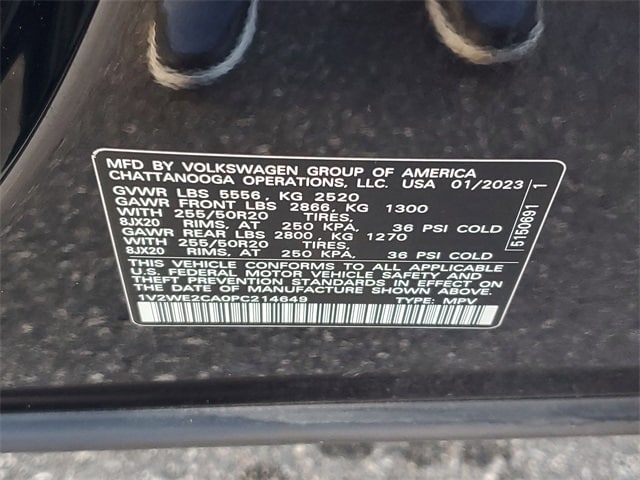 MFD BY VOLKSWAGEN GROUP OF AMERICA
CHATTANOOGA OPERATIONS, LLC. USA 01/2023
GVWR LBS 5556, KG 2520
GAWR FRONT LBS 2866, KG 1300
WITH 255/50R20 TIRES,
8JX20 RIMS, AT 250 KPA, 36 PSI COLD
GAWR REAR LBS 2800, KG 1270
WITH 255/50R20 TIRES,
8JX20 RIMS, AT 250 KPA, 36 PSI COLD
THIS VEHICLE CONFORMS TO ALL APPLICABLE
U.S. FEDERAL MOTOR VEHICLE SAFETY AND
THEFT PREVENTION STANDARDS IN EFFECT ON
THE DATE OF MANUFACTURE SHOWN ABOVE.
1V2WE2CA0PC214649 TYPE: MPV
5150691 1